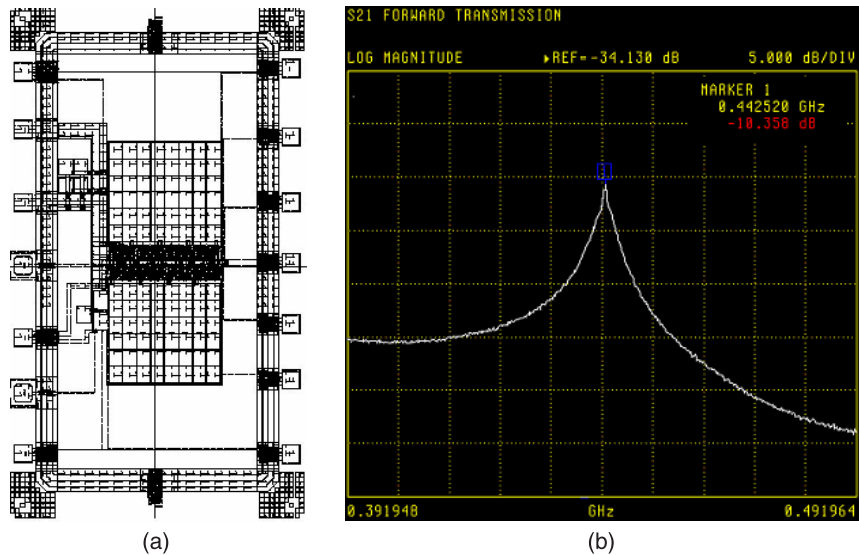 S21 FORWARD TRANSMISSION
LOG MAGNITUDE ▶REF=-34.130 dB 5.000 dB/DIV
MARKER 1
0.442520 GHz
-10.358 dB
0.391948 GHz 0.491964
(a) (b)